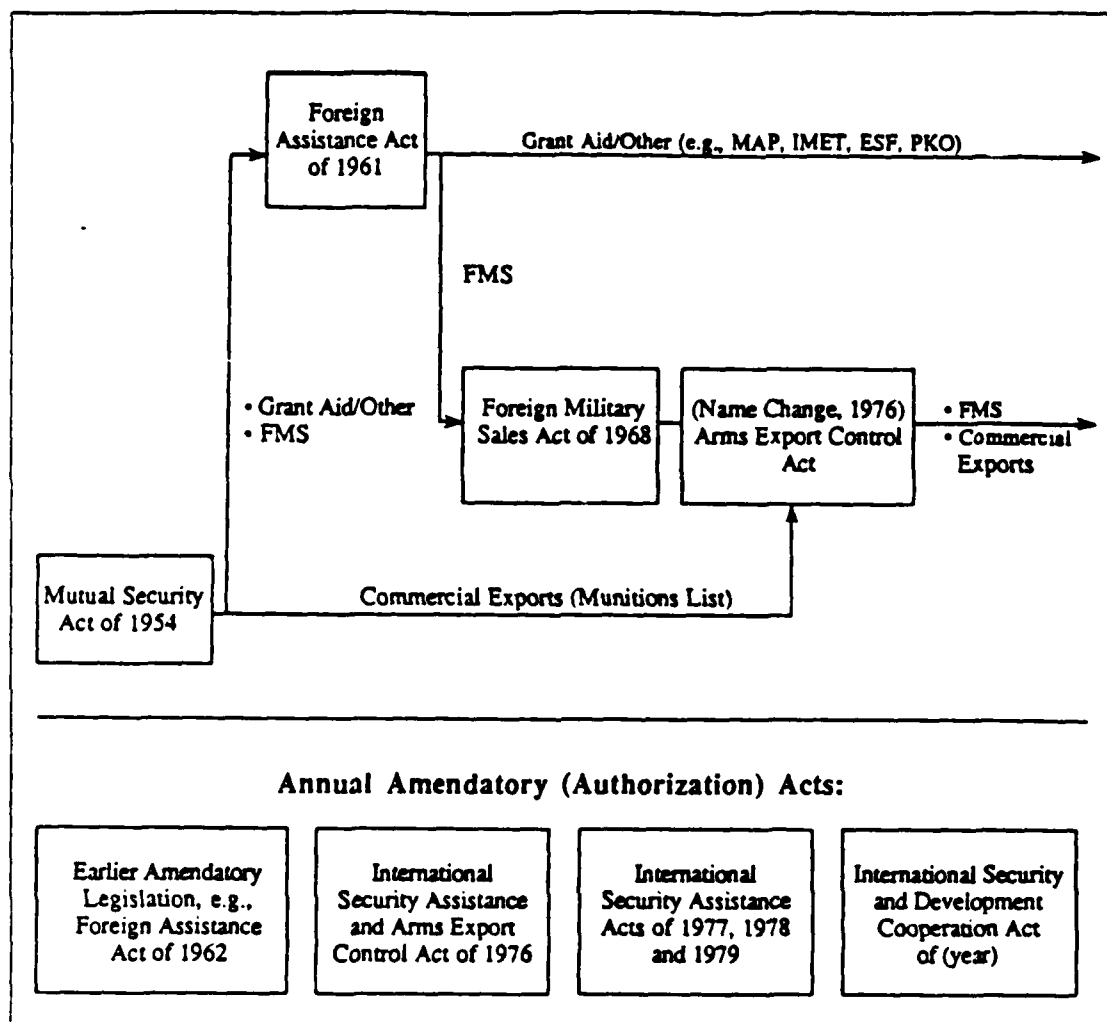 Foreign
Assistance Act
of 1961
Grant Aid/Other (e.g., MAP, IMET, ESF, PKO)
FMS
• Grant Aid/Other
• FMS
Foreign Military
Sales Act of 1968
(Name Change, 1976)
Arms Export Control
Act
• FMS
• Commercial
Exports
Mutual Security
Act of 1954
Commercial Exports (Munitions List)
Annual Amendatory (Authorization) Acts:
Earlier Amendatory
Legislation, e.g.,
Foreign Assistance
Act of 1962
International
Security Assistance
and Arms Export
Control Act of 1976
International
Security Assistance
Acts of 1977, 1978
and 1979
International Security
and Development
Cooperation Act
of (year)